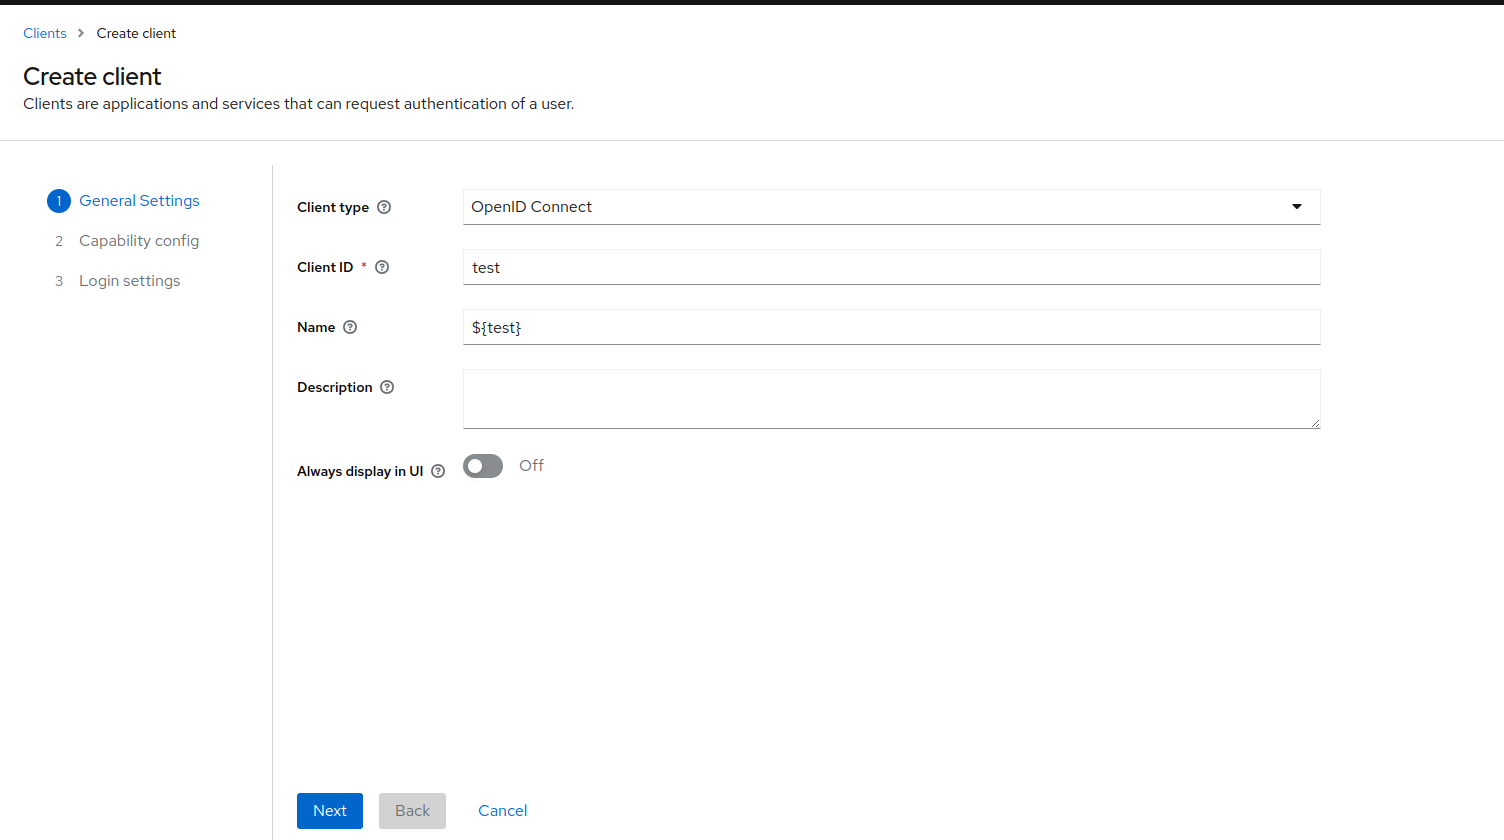 Clients > Create client
Create client
Clients are applications and services that can request authentication of a user.
1 General Settings
2 Capability config
3 Login settings
Client type
OpenID Connect
Client ID *
test
Name
${test}
Description
Always display in UI
Off
Next Back Cancel